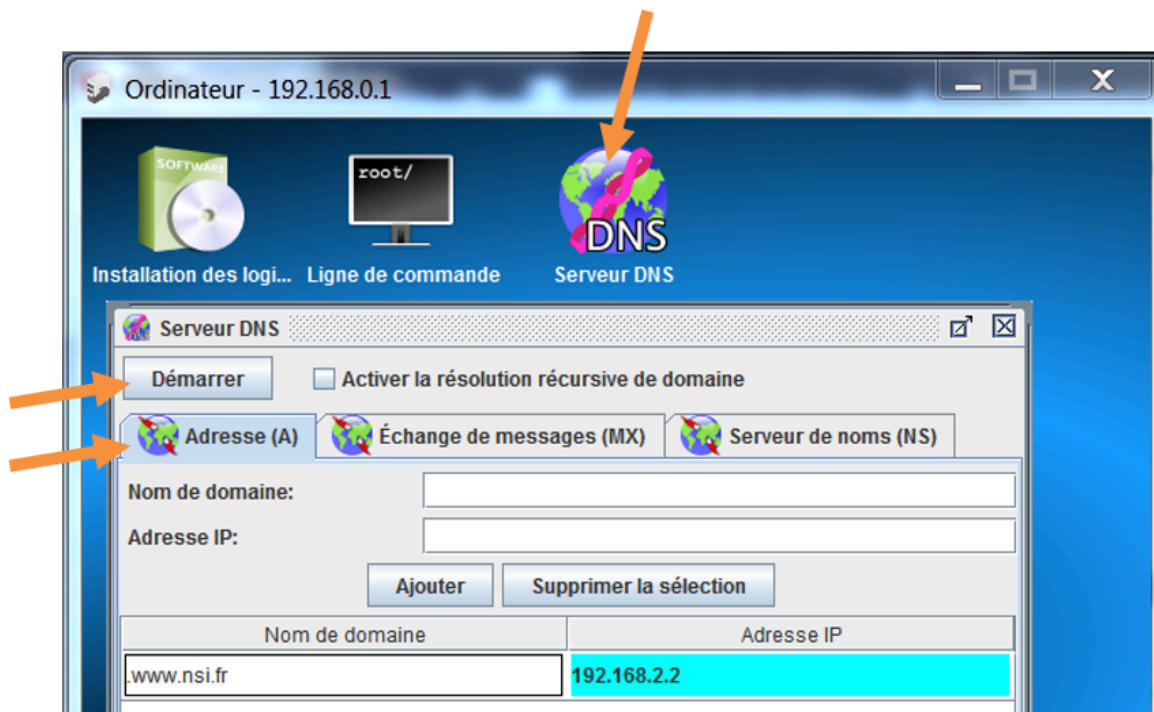 Ordinateur - 192.168.0.1
X
SOFTWARE
root/
DNS
Installation des logi... Ligne de commande Serveur DNS
Serveur DNS
Démarrer Activer la résolution récursive de domaine
Adresse (A) Échange de messages (MX) Serveur de noms (NS)
Nom de domaine:
Adresse IP:
Ajouter Supprimer la sélection
Nom de domaine Adresse IP
.www.nsi.fr 192.168.2.2